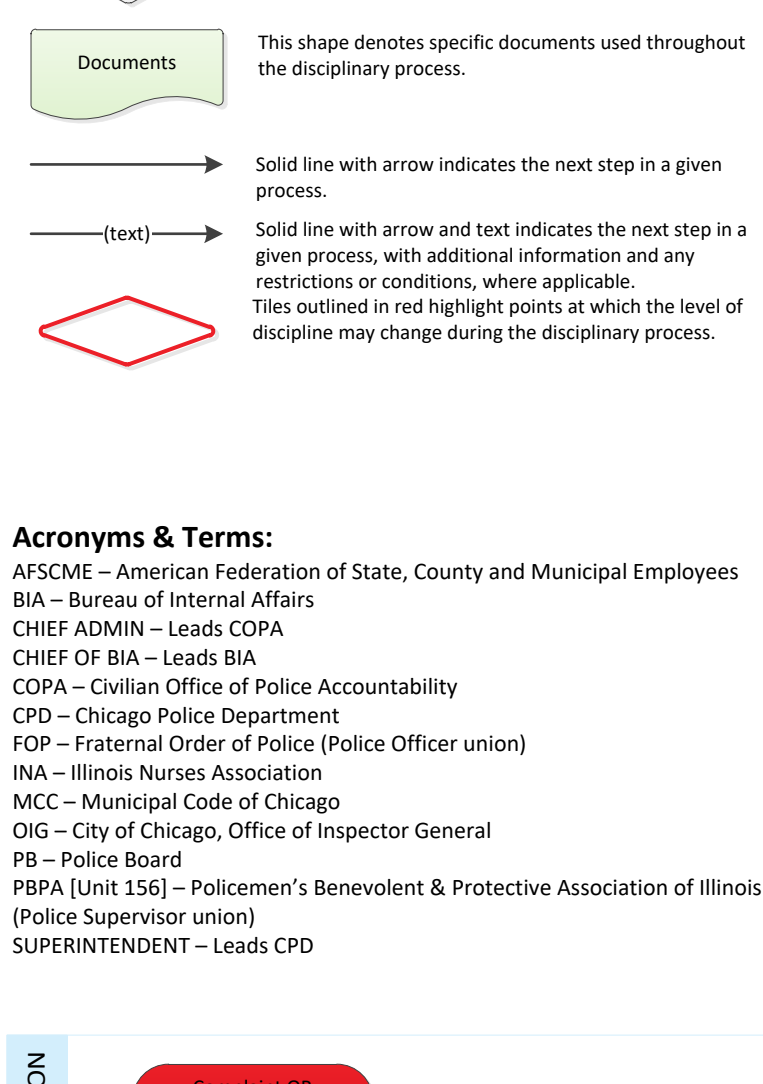 Documents
This shape denotes specific documents used throughout
the disciplinary process.
Solid line with arrow indicates the next step in a given
process.
(text)
Solid line with arrow and text indicates the next step in a
given process, with additional information and any
restrictions or conditions, where applicable.
Tiles outlined in red highlight points at which the level of
discipline may change during the disciplinary process.
Acronyms & Terms:
AFSCME – American Federation of State, County and Municipal Employees
BIA – Bureau of Internal Affairs
CHIEF ADMIN – Leads COPA
CHIEF OF BIA – Leads BIA
COPA – Civilian Office of Police Accountability
CPD – Chicago Police Department
FOP – Fraternal Order of Police (Police Officer union)
INA – Illinois Nurses Association
MCC – Municipal Code of Chicago
OIG – City of Chicago, Office of Inspector General
PB – Police Board
PBPA [Unit 156] – Policemen’s Benevolent & Protective Association of Illinois
(Police Supervisor union)
SUPERINTENDENT – Leads CPD